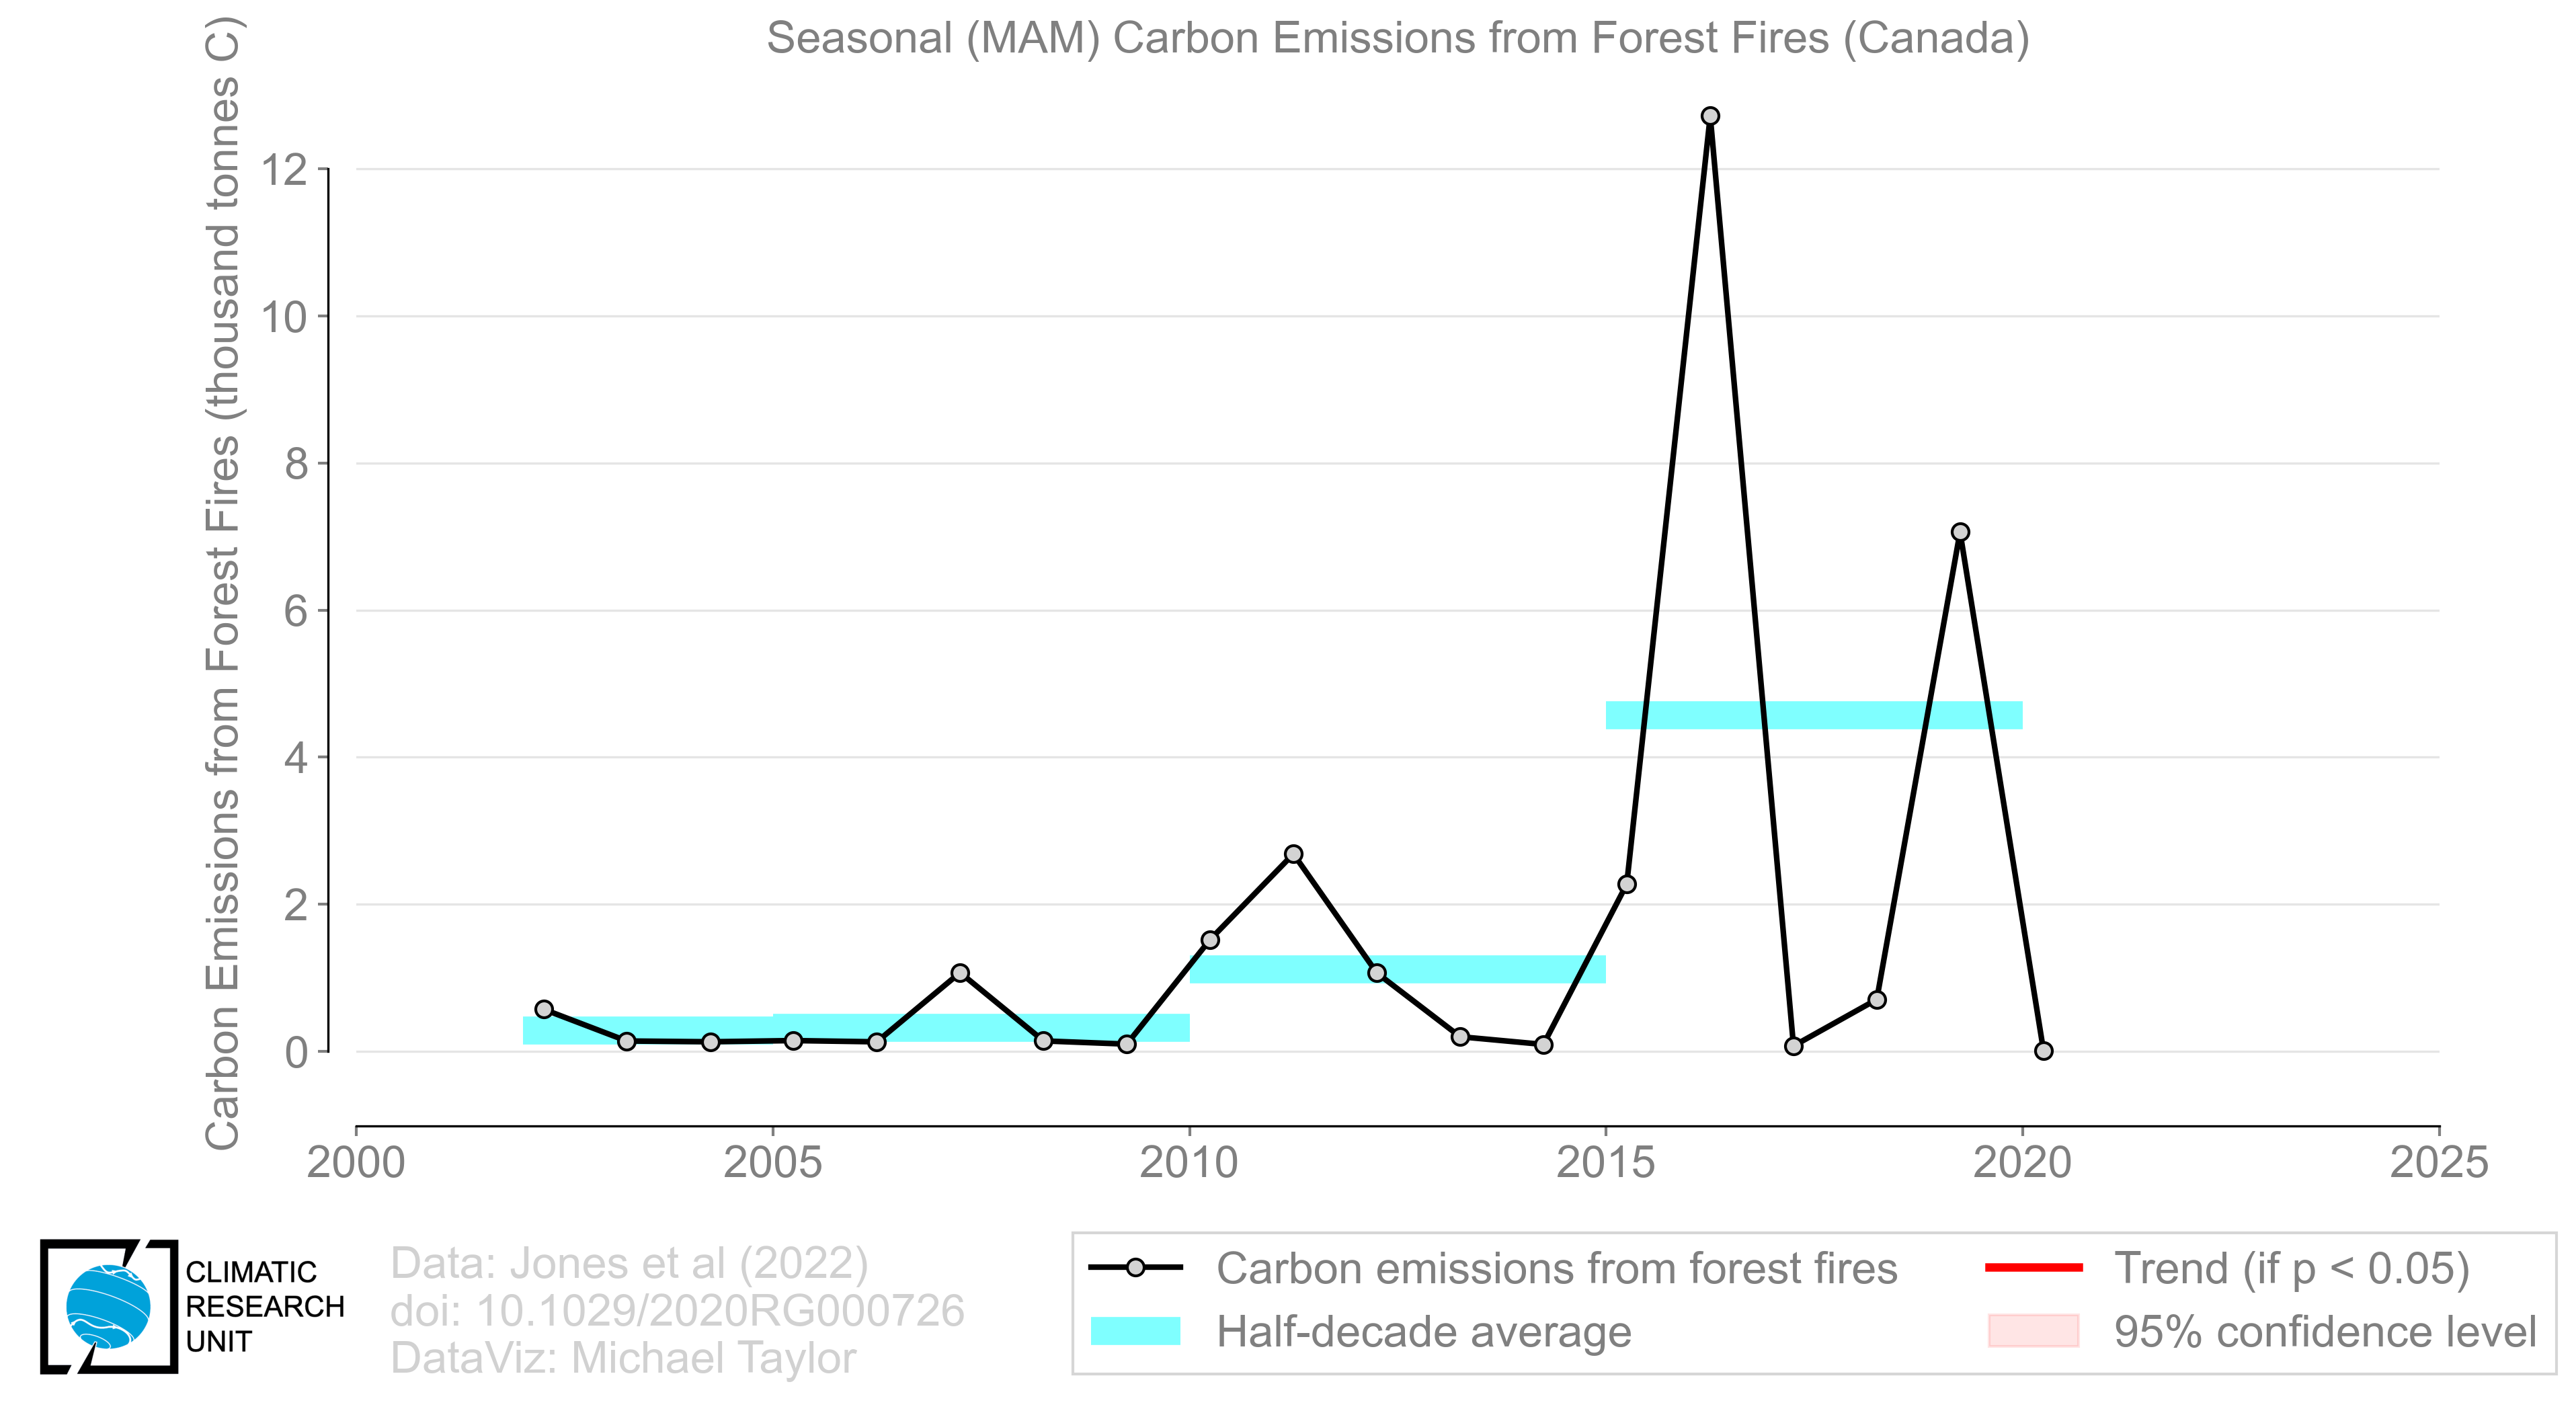 Seasonal (MAM) Carbon Emissions from Forest Fires (Canada)
Carbon Emissions from Forest Fires (thousand tonnes C)
12
10
8
6
4
2
0
2000 2005 2010 2015 2020 2025
CLIMATIC
RESEARCH
UNIT
Data: Jones et al (2022)
doi: 10.1029/2020RG000726
DataViz: Michael Taylor
Carbon emissions from forest fires
Half-decade average
Trend (if p < 0.05)
95% confidence level